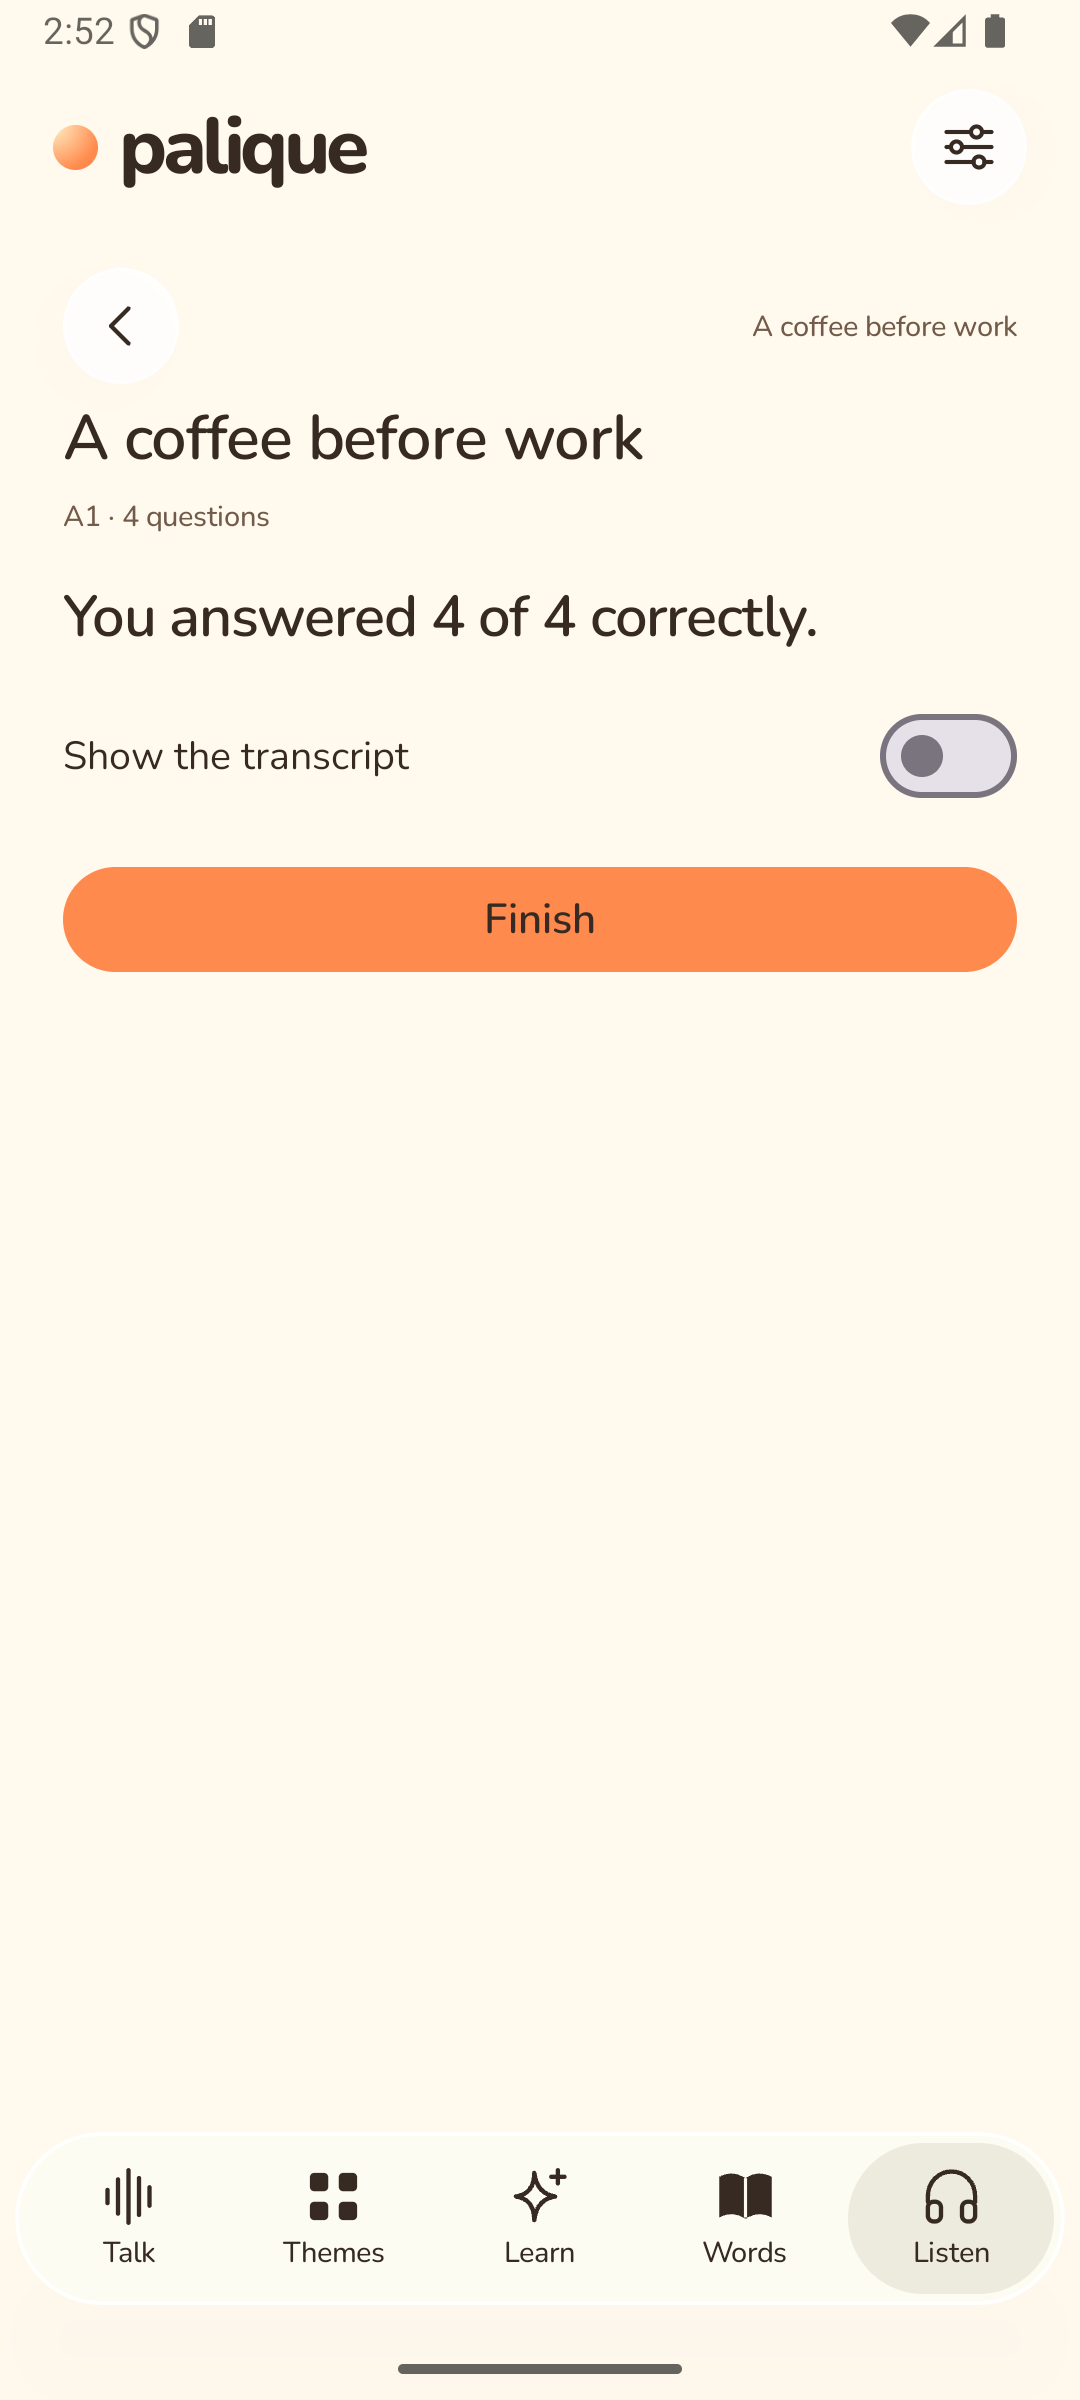 2:52
palique
A coffee before work
A coffee before work
A1 · 4 questions
You answered 4 of 4 correctly.
Show the transcript
Finish
Talk
Themes
Learn
Words
Listen